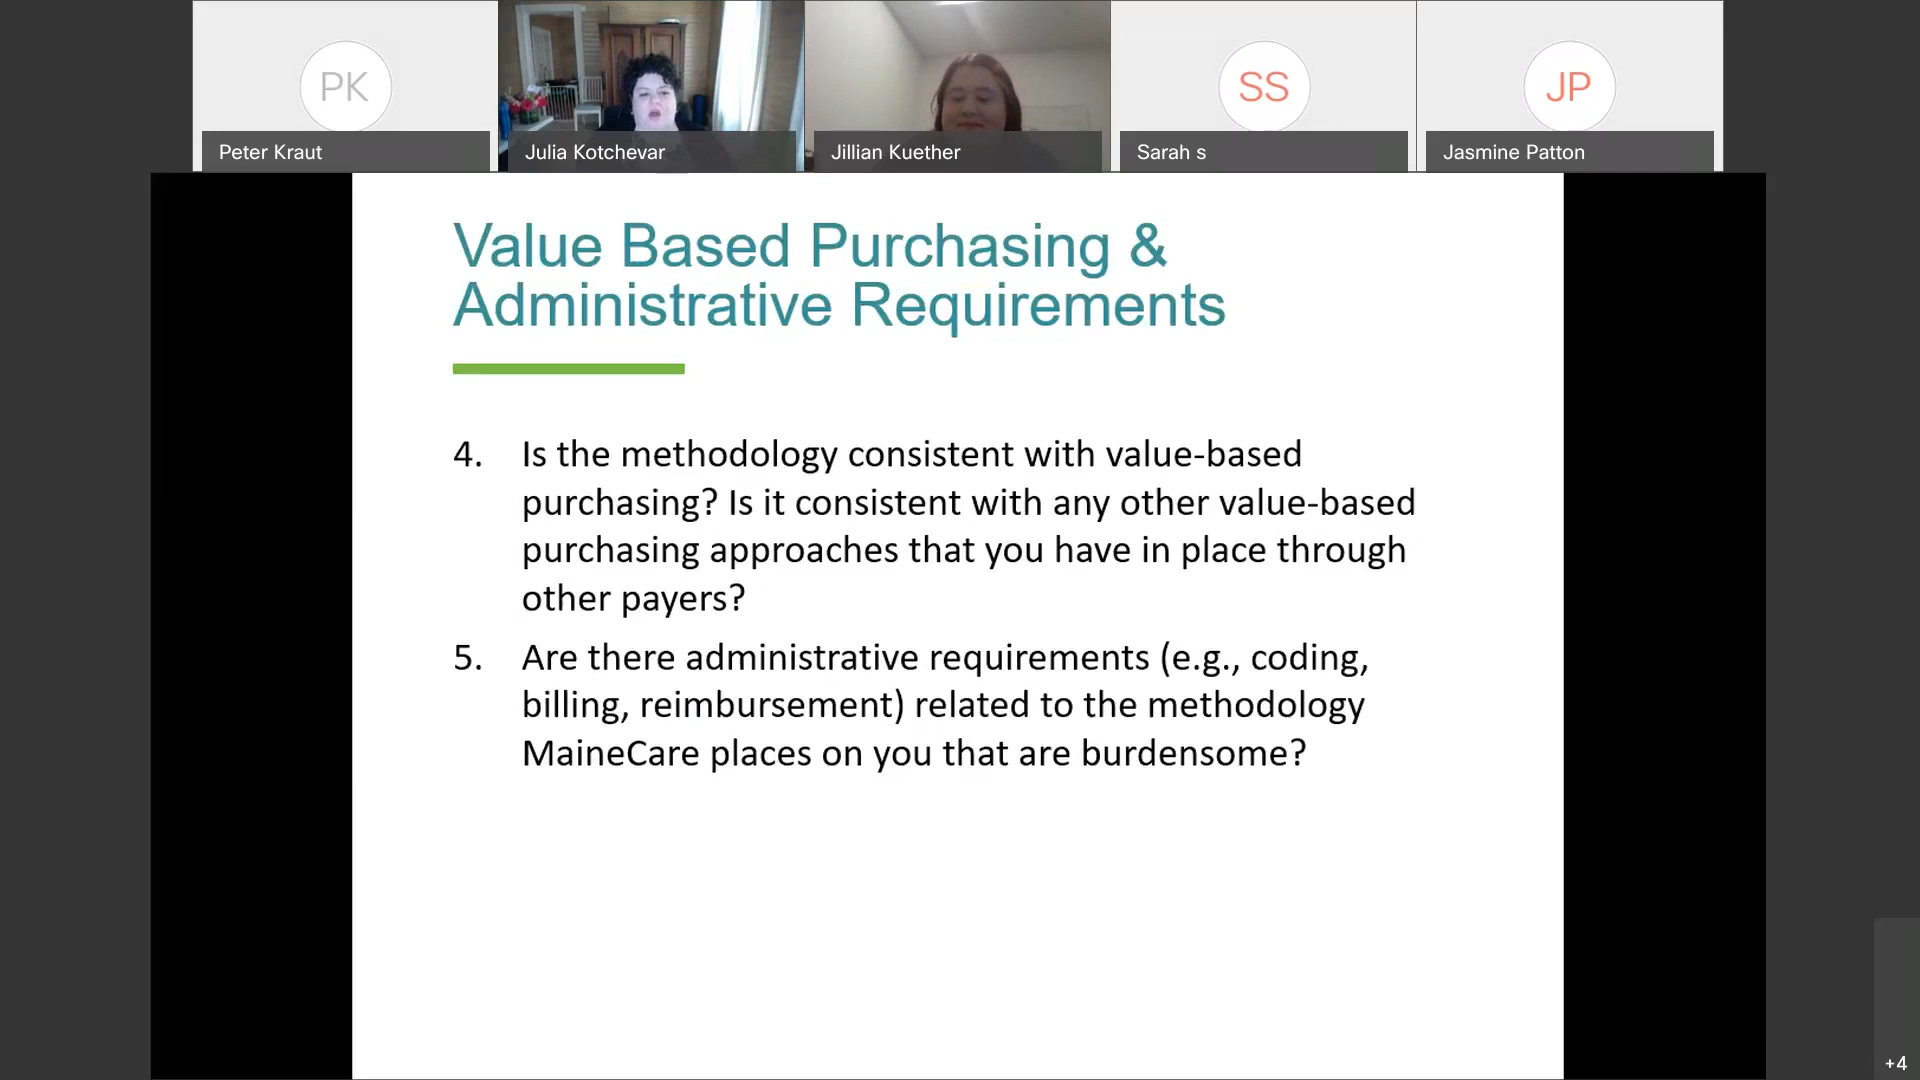 PK
SS
JP
Peter Kraut
Julia Kotchevar
Jillian Kuether
Sarah s
Jasmine Patton
Value Based Purchasing &
Administrative Requirements
4. Is the methodology consistent with value-based
purchasing? Is it consistent with any other value-based
purchasing approaches that you have in place through
other payers?
5. Are there administrative requirements (e.g., coding,
billing, reimbursement) related to the methodology
MaineCare places on you that are burdensome?
+4